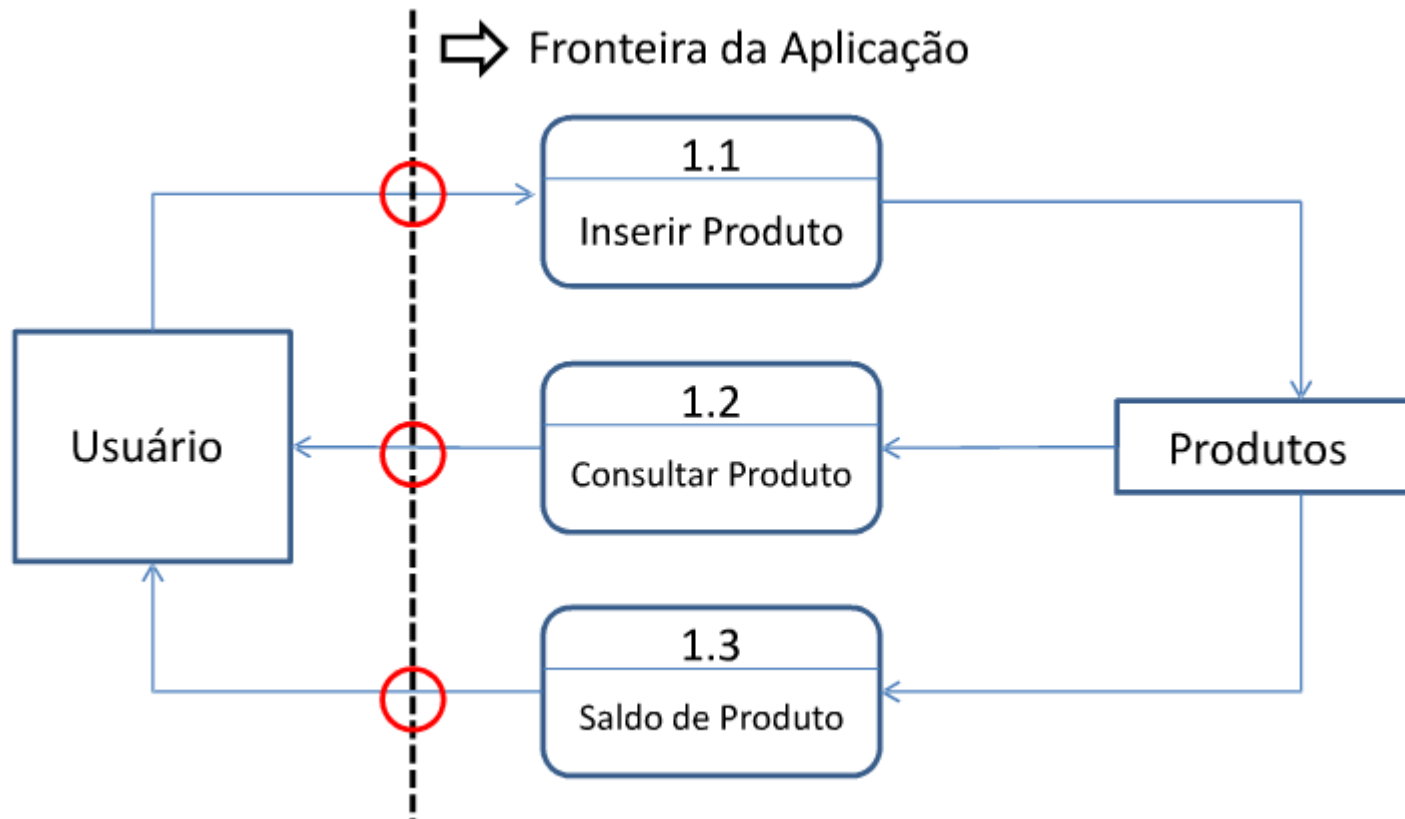 Fronteira da Aplicação
1.1
Inserir Produto
Usuário
1.2
Consultar Produto
Produtos
1.3
Saldo de Produto